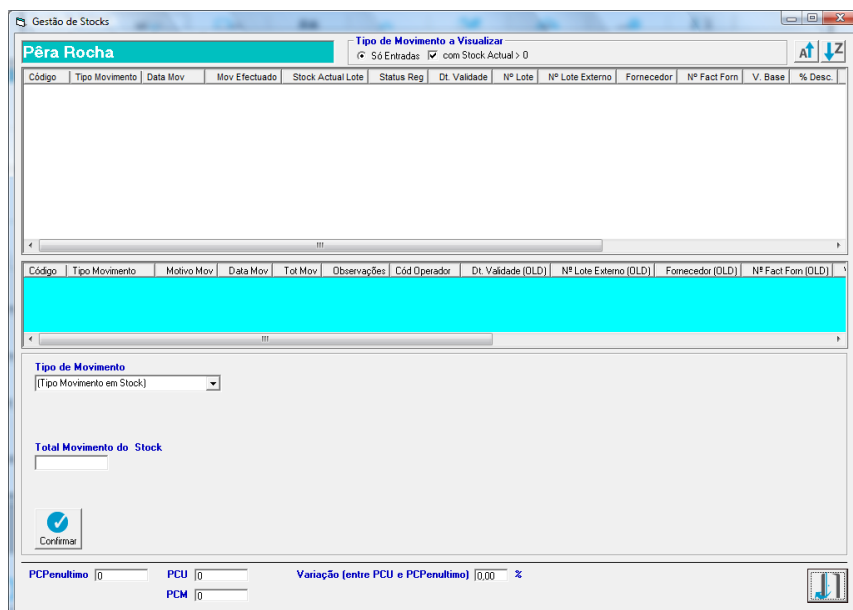 Gestão de Stocks
Pêra Rocha
Tipo de Movimento a Visualizar
Só Entradas com Stock Actual > 0
Código Tipo Movimento Data Mov Mov Efectuado Stock Actual Lote Status Reg Dt. Validade Nº Lote Nº Lote Externo Fornecedor Nº Fact Forn V. Base % Desc.
Código Tipo Movimento Motivo Mov Data Mov Tot Mov Observações Cód Operador Dt. Validade (OLD) Nº Lote Externo (OLD) Fornecedor (OLD) Nº Fact Forn (OLD)
Tipo de Movimento
(Tipo Movimento em Stock)
Total Movimento do Stock
Confirmar
PCPenultimo 0 PCU 0 Variação (entre PCU e PCPenultimo) 0,00 %
PCM 0